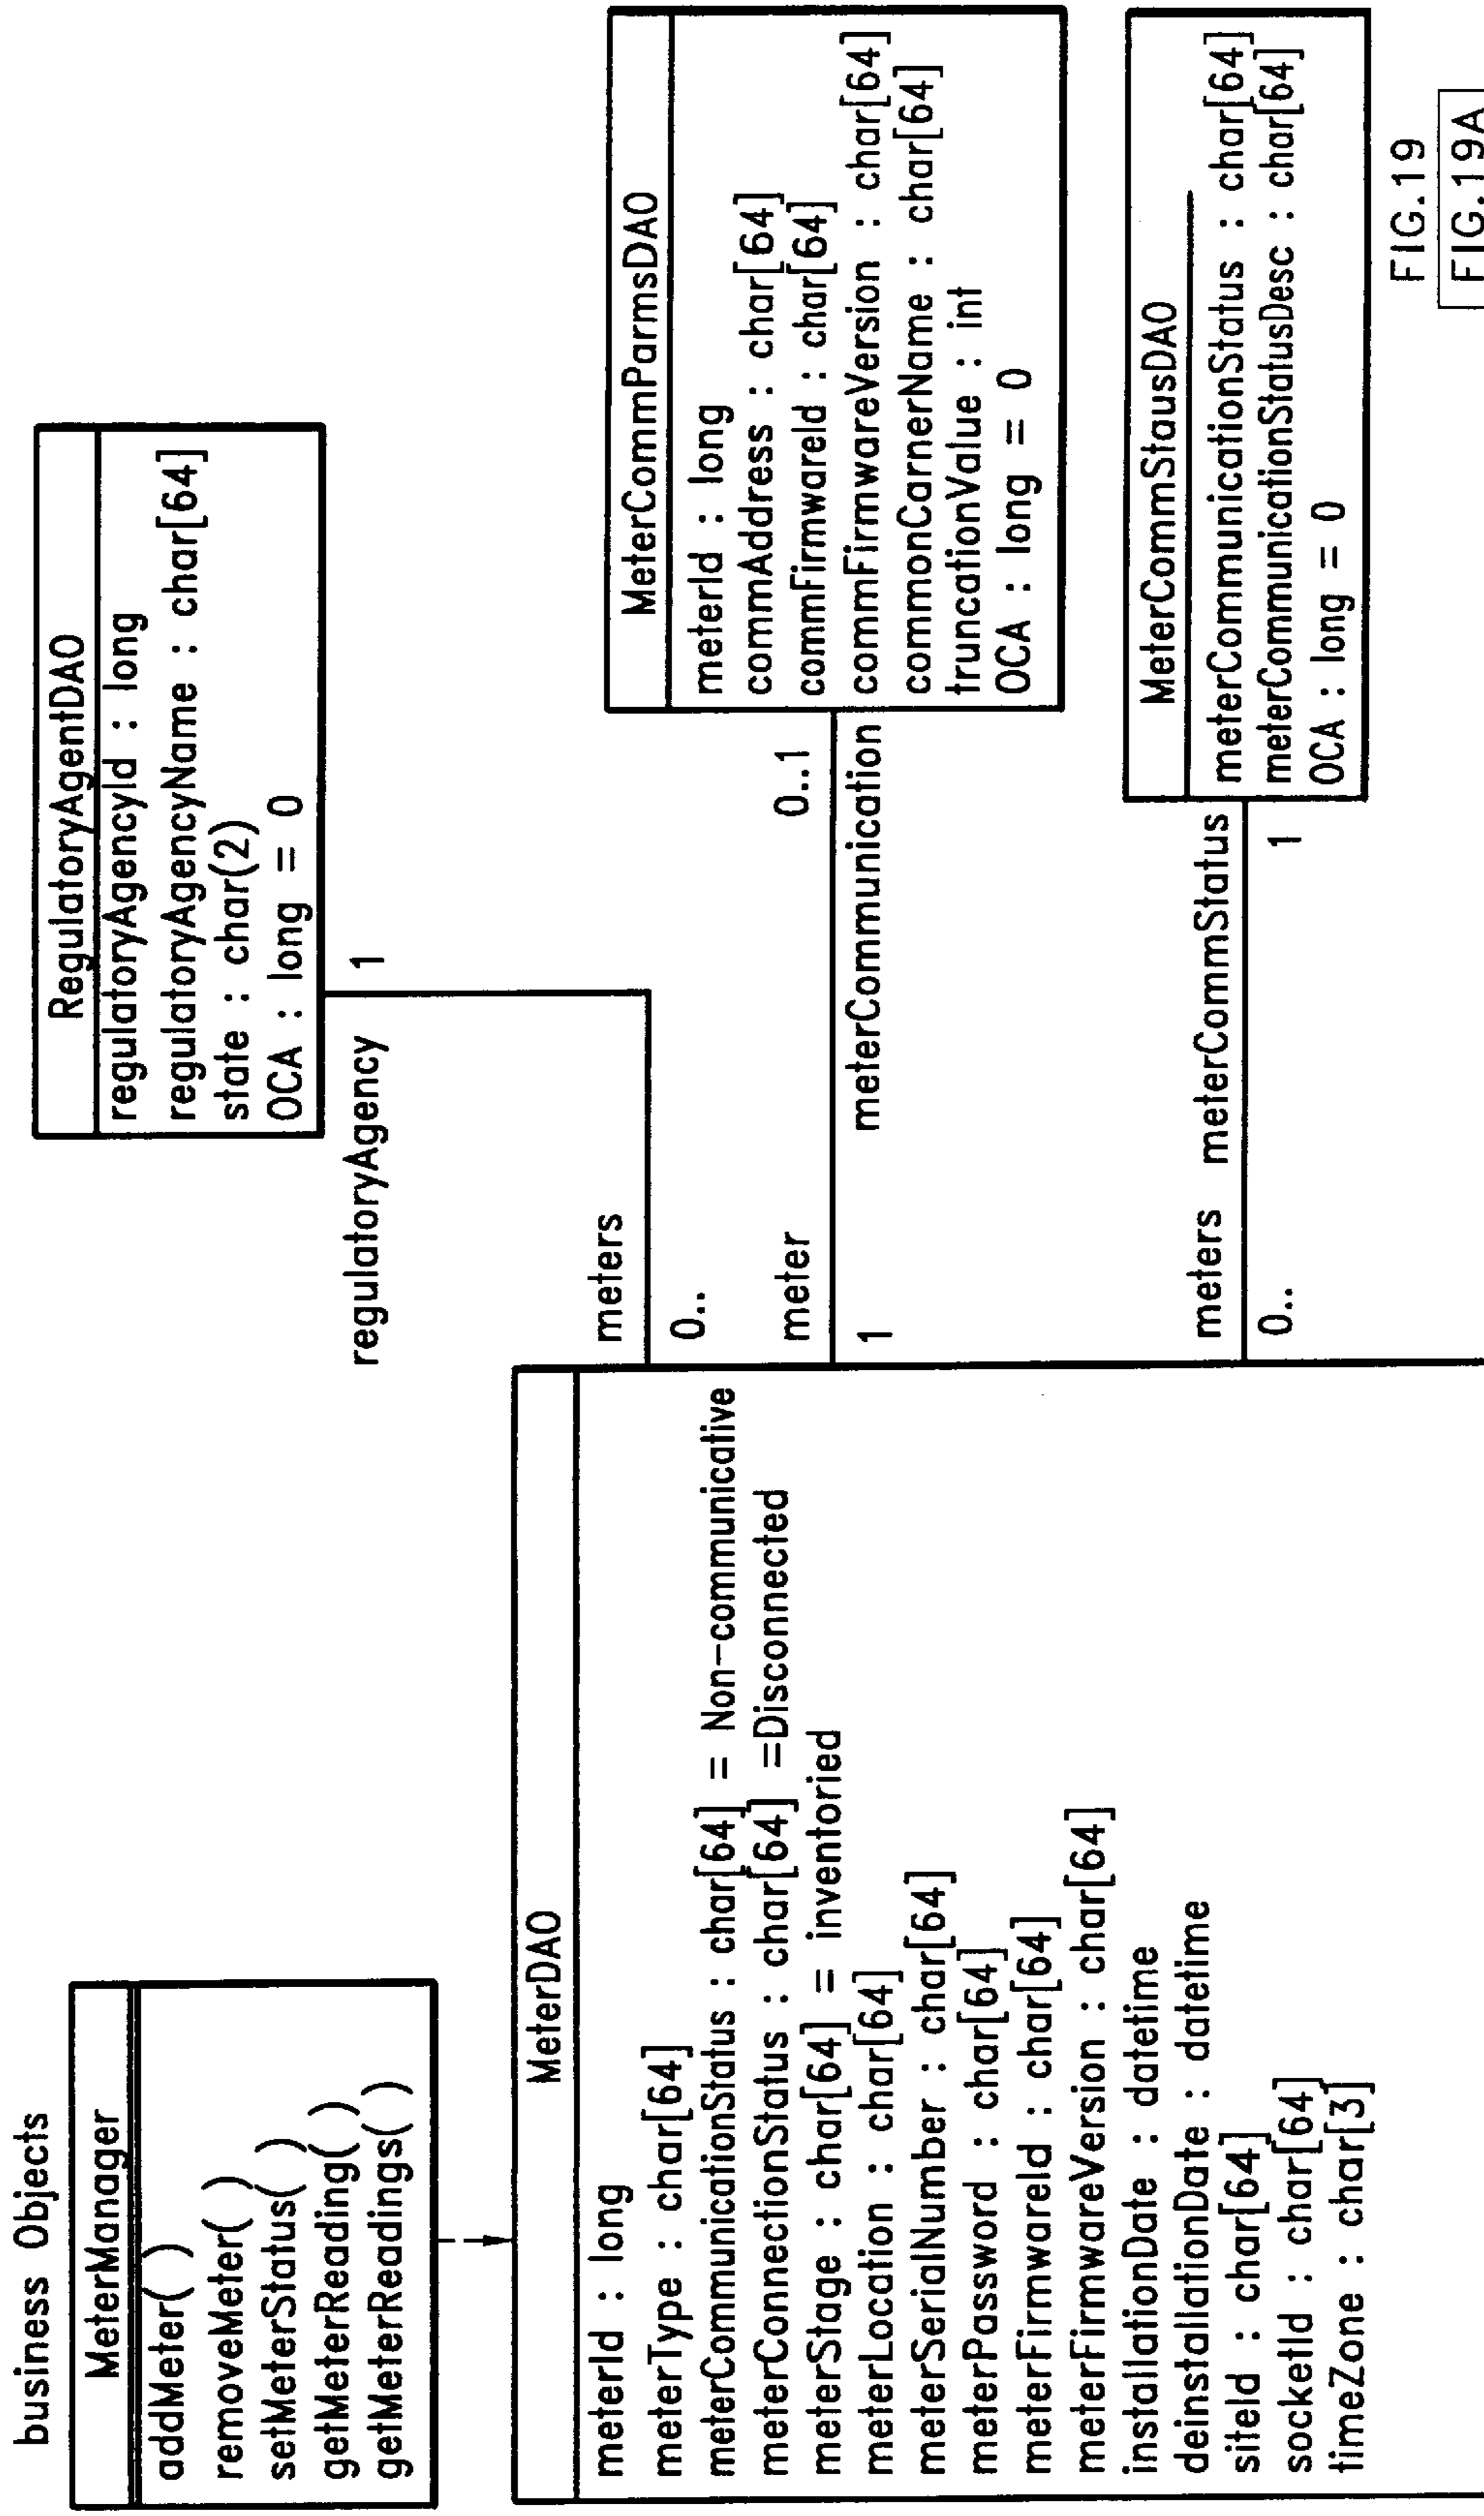 business Objects
MeterManager
addMeter( )
removeMeter( )
setMeterStatus( )
getMeterReading( )
getMeterReadings( )
MeterDAO
meterId : long
meterType : char[64]
meterCommunicationStatus : char[64] = Non-communicative
meterConnectionStatus : char[64] =Disconnected
meterStage : char[64] = inventoried
meterLocation : char[64]
meterSerialNumber : char[64]
meterPassword : char[64]
meterFirmwareId : char[64]
meterFirmwareVersion : char[64]
installationDate : datetime
deinstallationDate : datetime
siteId : char[64]
socketId : char[64]
timeZone : char[3]
RegulatoryAgentDAO
regulatoryAgencyId : long
regulatoryAgencyName : char[64]
state : char(2)
OCA : long = 0
regulatoryAgency
1
meters
0..
meter
1
0..1
meterCommunication
MeterCommParmsDAO
meterId : long
commAddress : char[64]
commFirmwareId : char[64]
commFirmwareVersion : char[64]
commonCarnerName : char[64]
truncationValue : int
OCA : long = 0
meters
meterCommStatus
0..
1
MeterCommStausDAO
meterCommunicationStatus : char[64]
meterCommunicationStatusDesc : char[64]
OCA : long = 0
FIG.19
FIG.19A